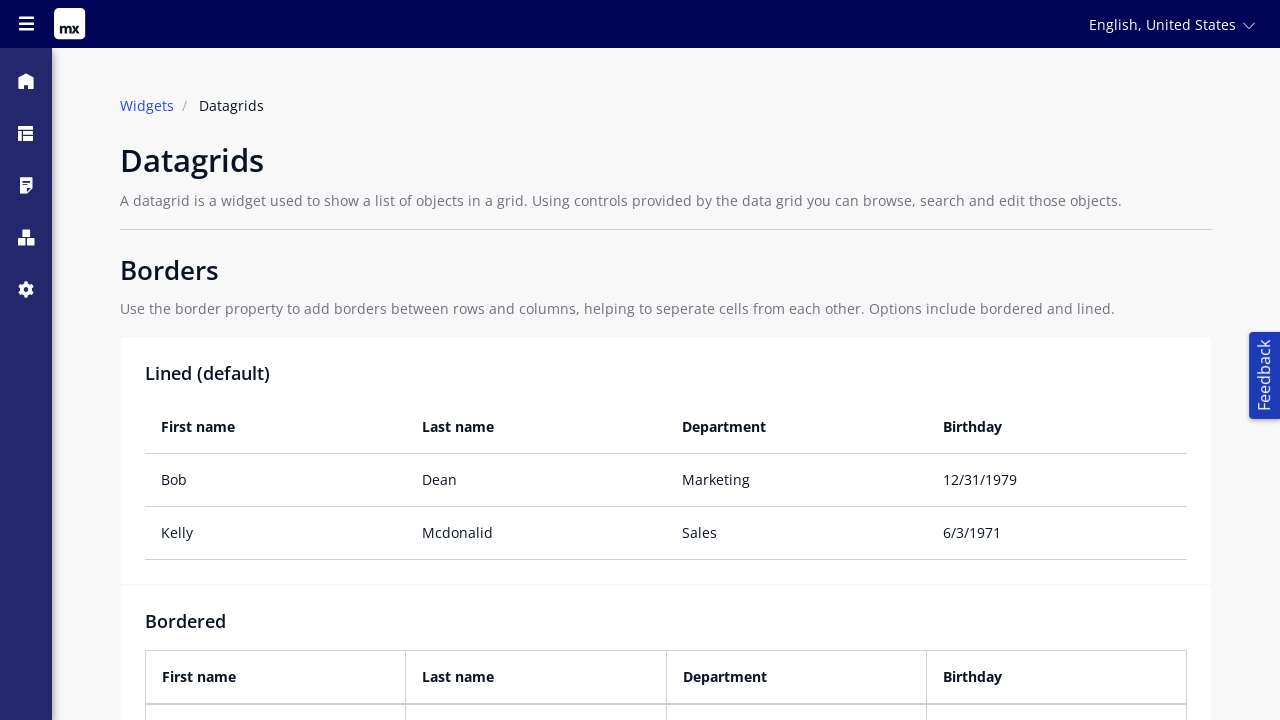 mx
English, United States
Widgets / Datagrids
Datagrids
A datagrid is a widget used to show a list of objects in a grid. Using controls provided by the data grid you can browse, search and edit those objects.
Borders
Use the border property to add borders between rows and columns, helping to seperate cells from each other. Options include bordered and lined.
Feedback
Lined (default)
First name Last name Department Birthday
Bob Dean Marketing 12/31/1979
Kelly Mcdonalid Sales 6/3/1971
Bordered
First name Last name Department Birthday